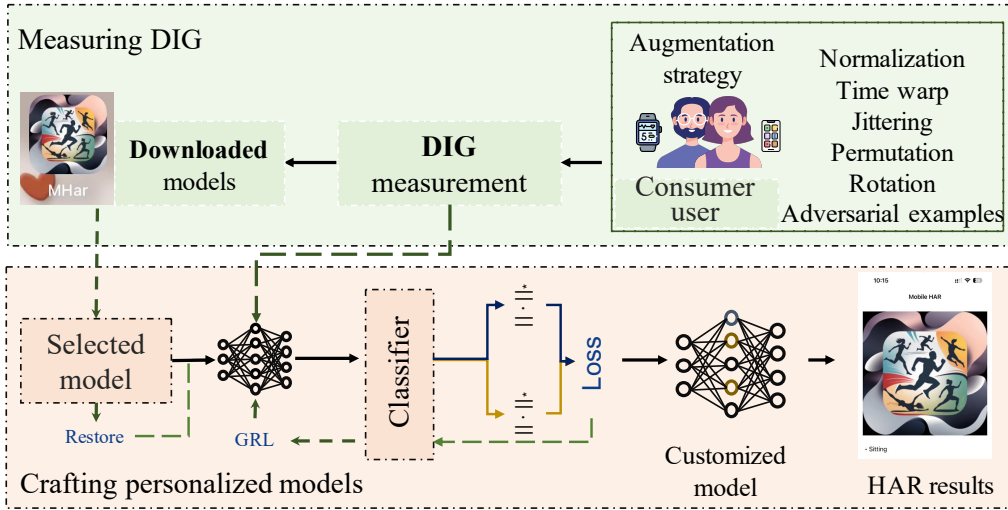 Measuring DIG
MHar
Downloaded
models
DIG
measurement
Augmentation
strategy
Consumer
user
Normalization
Time warp
Jittering
Permutation
Rotation
Adversarial examples
Selected
model
Restore
GRL
Classifier
Loss
Customized
model
10:15
Mobile HAR
Sitting
HAR results
Crafting personalized models